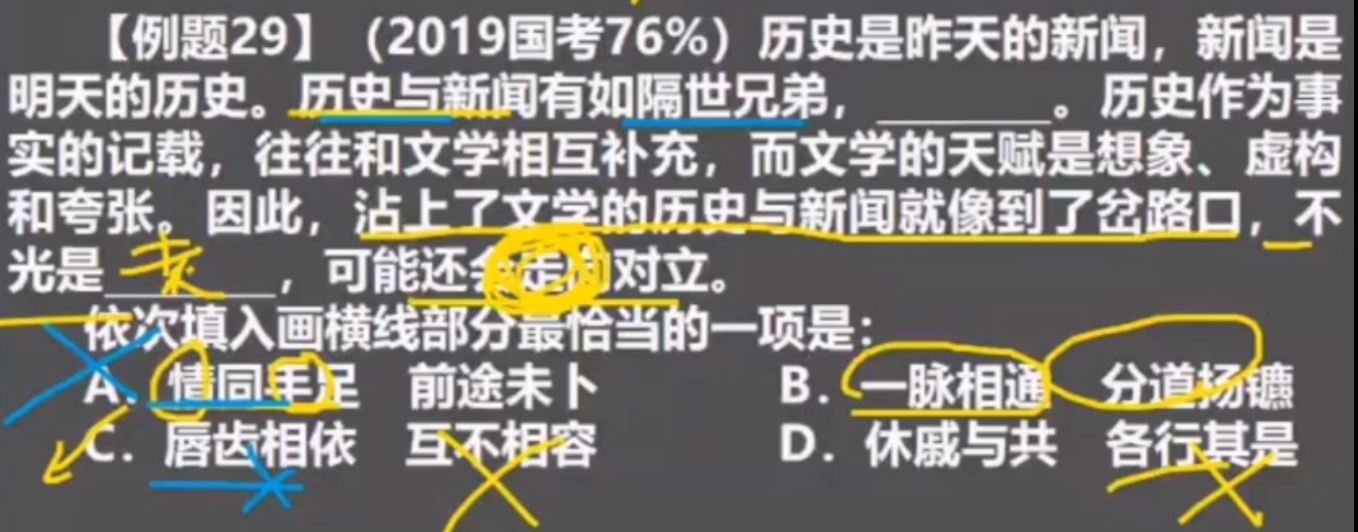 【例题29】（2019国考76%）历史是昨天的新闻，新闻是
明天的历史。历史与新闻有如隔世兄弟，________。历史作为事
实的记载，往往和文学相互补充，而文学的天赋是想象、虚构
和夸张。因此，沾上了文学的历史与新闻就像到了岔路口，不
光是________，可能还会走向对立。
依次填入画横线部分最恰当的一项是：
A. 情同手足 前途未卜 B. 一脉相通 分道扬镳
C. 唇齿相依 互不相容 D. 休戚与共 各行其是